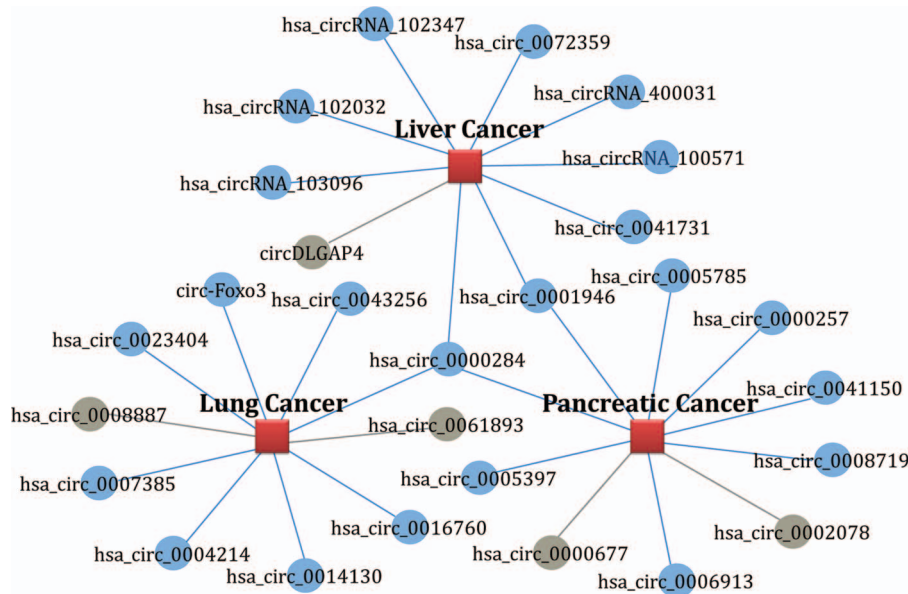 hsa_circRNA_102347
hsa_circ_0072359
hsa_circRNA_400031
hsa_circRNA_102032
Liver Cancer
hsa_circRNA_100571
hsa_circRNA_103096
hsa_circ_0041731
circDLGAP4
hsa_circ_0005785
circ-Foxo3
hsa_circ_0043256
hsa_circ_0001946
hsa_circ_0000257
hsa_circ_0023404
hsa_circ_0000284
hsa_circ_0041150
Lung Cancer
Pancreatic Cancer
hsa_circ_0008887
hsa_circ_0061893
hsa_circ_0008719
hsa_circ_0005397
hsa_circ_0007385
hsa_circ_0016760
hsa_circ_0002078
hsa_circ_0000677
hsa_circ_0004214
hsa_circ_0014130
hsa_circ_0006913